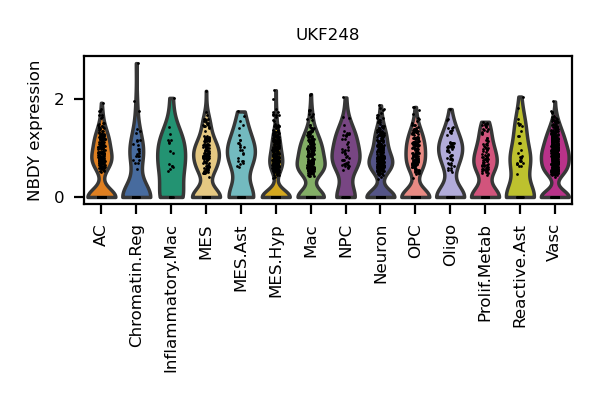 UKF248
NBDY expression
2
0
AC
Chromatin.Reg
Inflammatory.Mac
MES
MES.Ast
MES.Hyp
Mac
NPC
Neuron
OPC
Oligo
Prolif.Metab
Reactive.Ast
Vasc